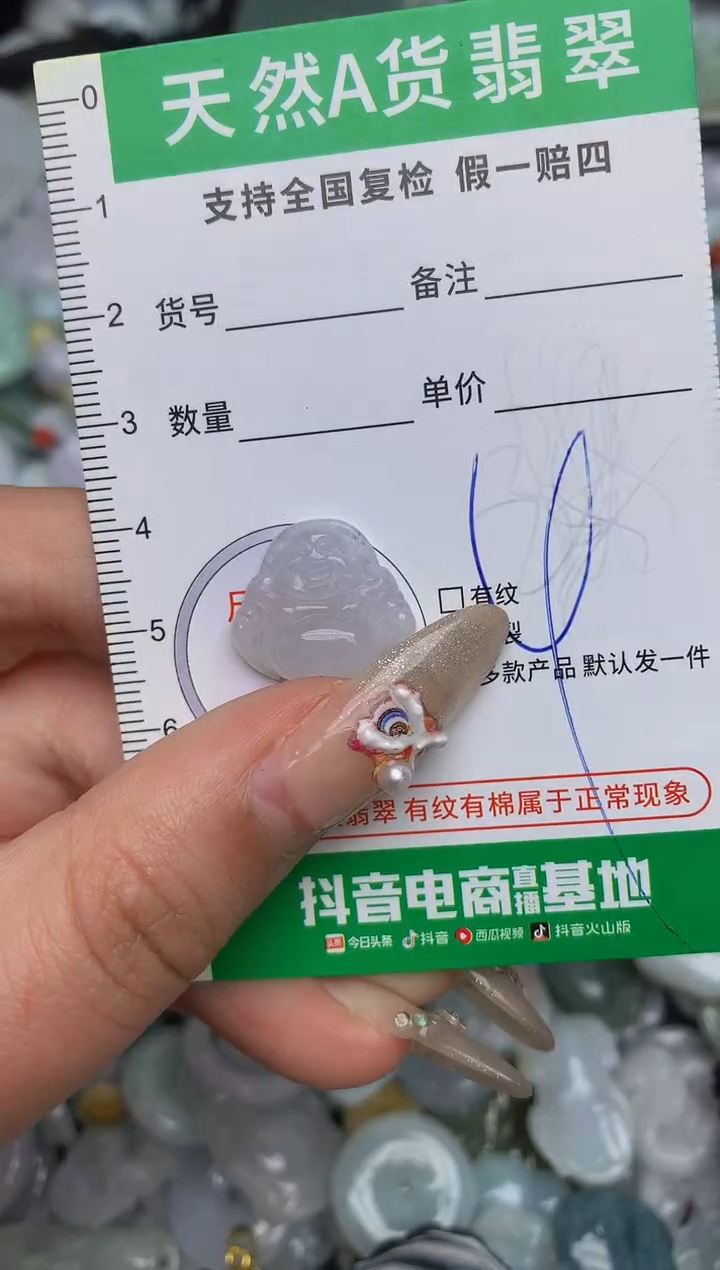 天然A货翡翠
支持全国复检 假一赔四
货号 备注
数量 单价
0
1
2
3
4
5
6
有纹
裂
多款产品 默认发一件
翡翠 有纹有棉属于正常现象
抖音电商直播基地
头条 今日头条 抖音 西瓜视频 抖音火山版